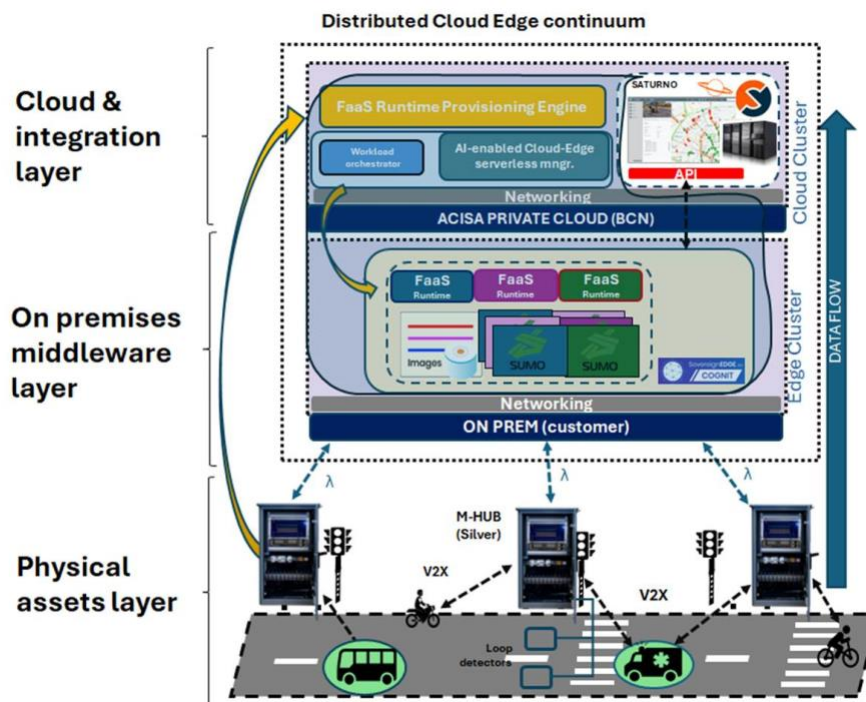 Distributed Cloud Edge continuum
Cloud &
integration
layer
FaaS Runtime Provisioning Engine
Workload
orchestrator
AI-enabled Cloud-Edge
serverless mngr.
SATURNO
S
API
Networking
ACISA PRIVATE CLOUD (BCN)
Cloud Cluster
On premises
middleware
layer
FaaS
Runtime
FaaS
Runtime
FaaS
Runtime
Images
SUMO
SUMO
SovereignEDGE
COGNIT
Networking
ON PREM (customer)
Edge Cluster
DATA FLOW
λ
λ
λ
Physical
assets layer
M-HUB
(Silver)
V2X
V2X
Loop
detectors